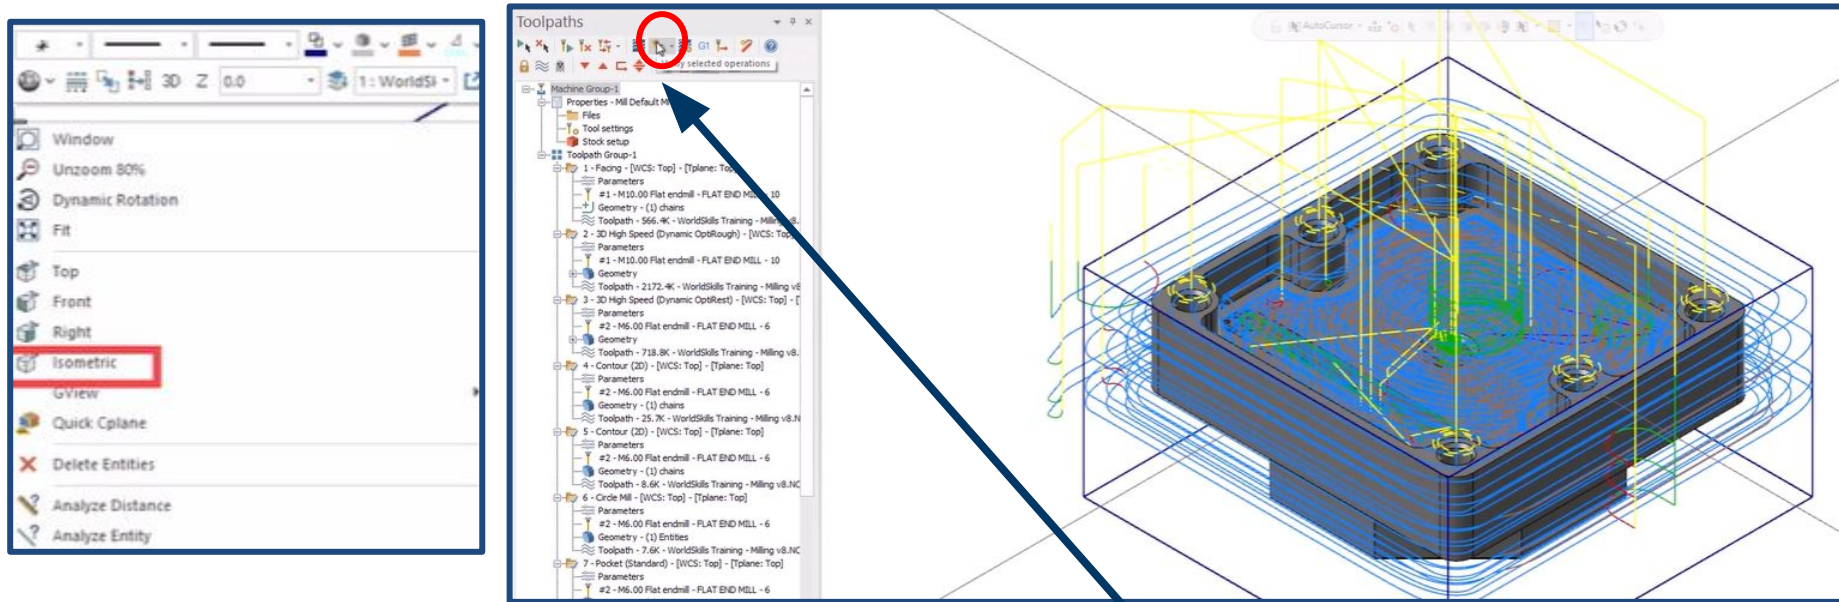 3D Z 0.0 1: WorldSl
Window
Unzoom 80%
Dynamic Rotation
Fit
Top
Front
Right
Isometric
GView
Quick Cplane
Delete Entities
Analyze Distance
Analyze Entity
Toolpaths
G1
selected operations
Machine Group-1
Properties - Mill Default M
Files
Tool settings
Stock setup
Toolpath Group-1
1 - Facing - [WCS: Top] - [Tplane: Top]
Parameters
#1 - M10.00 Flat endmill - FLAT END MILL - 10
Geometry - (1) chains
Toolpath - 566.4K - WorldSkills Training - Milling v8.
2 - 3D High Speed (Dynamic OptiRough) - [WCS: Top]
Parameters
#1 - M10.00 Flat endmill - FLAT END MILL - 10
Geometry
Toolpath - 2172.4K - WorldSkills Training - Milling v8
3 - 3D High Speed (Dynamic OptiRest) - [WCS: Top] - [
Parameters
#2 - M6.00 Flat endmill - FLAT END MILL - 6
Geometry
Toolpath - 718.8K - WorldSkills Training - Milling v8.
4 - Contour (2D) - [WCS: Top] - [Tplane: Top]
Parameters
#2 - M6.00 Flat endmill - FLAT END MILL - 6
Geometry - (1) chains
Toolpath - 25.7K - WorldSkills Training - Milling v8.N
5 - Contour (2D) - [WCS: Top] - [Tplane: Top]
Parameters
#2 - M6.00 Flat endmill - FLAT END MILL - 6
Geometry - (1) chains
Toolpath - 8.6K - WorldSkills Training - Milling v8.NC
6 - Circle Mill - [WCS: Top] - [Tplane: Top]
Parameters
#2 - M6.00 Flat endmill - FLAT END MILL - 6
Geometry - (1) Entities
Toolpath - 7.6K - WorldSkills Training - Milling v8.NC
7 - Pocket (Standard) - [WCS: Top] - [Tplane: Top]
Parameters
#2 - M6.00 Flat endmill - FLAT END MILL - 6
AutoCursor